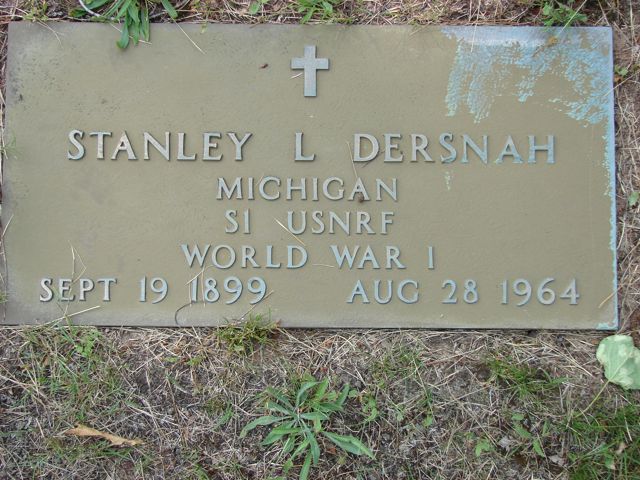 STANLEY L DERSNAH
MICHIGAN
S1 USNRF
WORLD WAR I
SEPT 19 1899 AUG 28 1964